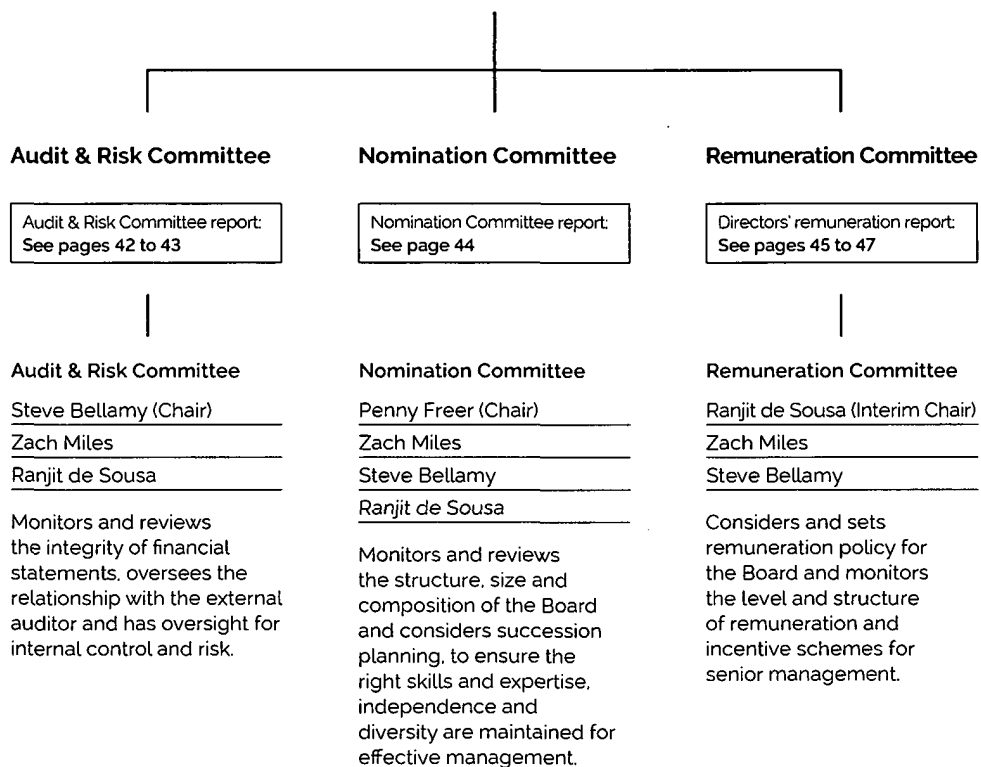 Audit & Risk Committee
Audit & Risk Committee report:
See pages 42 to 43
Audit & Risk Committee
Steve Bellamy (Chair)
Zach Miles
Ranjit de Sousa
Monitors and reviews
the integrity of financial
statements, oversees the
relationship with the external
auditor and has oversight for
internal control and risk.
Nomination Committee
Nomination Committee report:
See page 44
Nomination Committee
Penny Freer (Chair)
Zach Miles
Steve Bellamy
Ranjit de Sousa
Monitors and reviews
the structure, size and
composition of the Board
and considers succession
planning, to ensure the
right skills and expertise,
independence and
diversity are maintained for
effective management.
Remuneration Committee
Directors' remuneration report:
See pages 45 to 47
Remuneration Committee
Ranjit de Sousa (Interim Chair)
Zach Miles
Steve Bellamy
Considers and sets
remuneration policy for
the Board and monitors
the level and structure
of remuneration and
incentive schemes for
senior management.